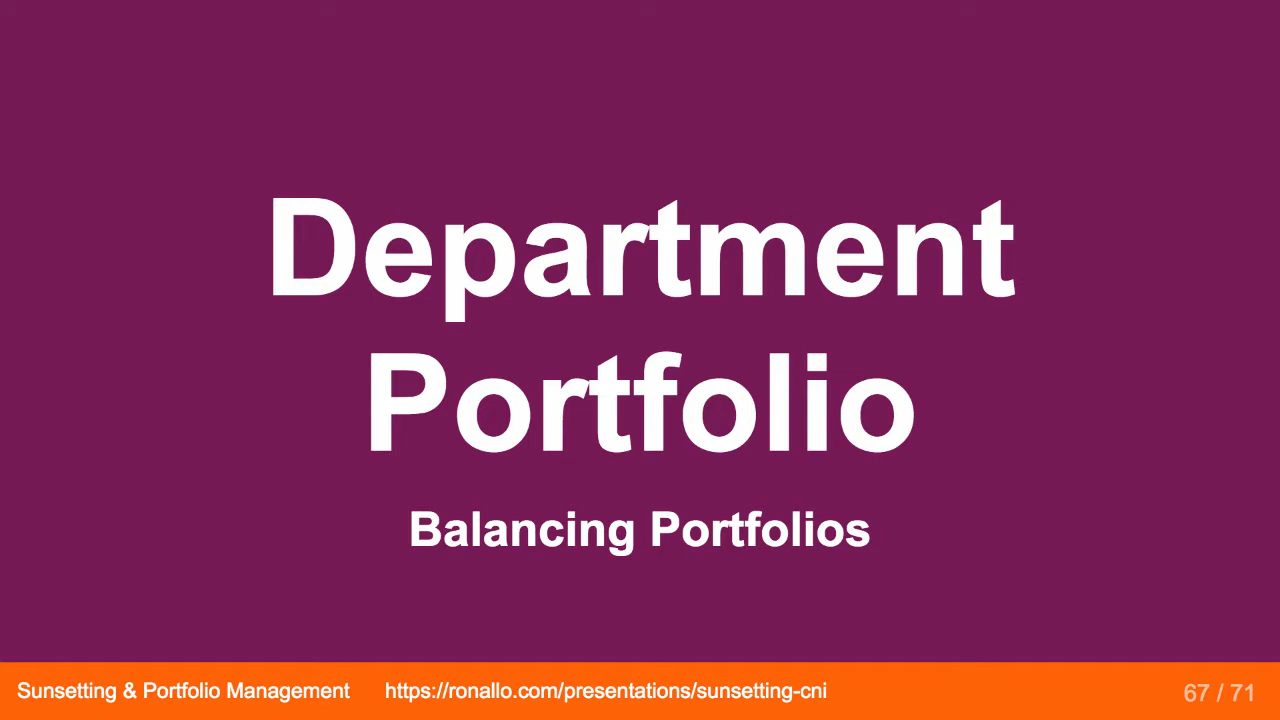 Department
Portfolio
Balancing Portfolios
Sunsetting & Portfolio Management https://ronallo.com/presentations/sunsetting-cni 67 / 71